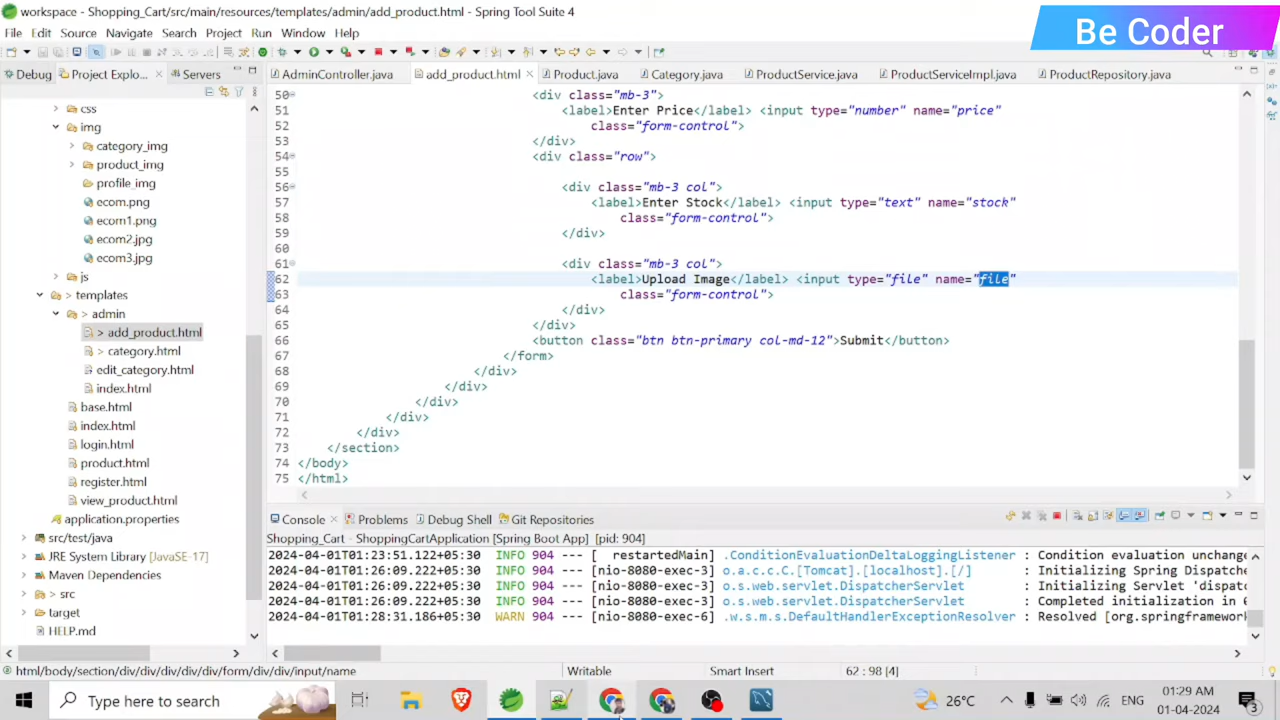 workspace - Shopping_Cart/src/main/resources/templates/admin/add_product.html - Spring Tool Suite 4
Be Coder
File Edit Source Navigate Search Project Run Window Help
Debug Project Explo... Servers
AdminController.java add_product.html Product.java Category.java ProductService.java ProductServiceImpl.java ProductRepository.java
css
img
category_img
product_img
profile_img
ecom.png
ecom1.png
ecom2.jpg
ecom3.jpg
js
> templates
> admin
> add_product.html
> category.html
edit_category.html
index.html
base.html
index.html
login.html
product.html
register.html
view_product.html
application.properties
src/test/java
JRE System Library [JavaSE-17]
Maven Dependencies
> src
target
HELP.md
50 <div class="mb-3">
51 <label>Enter Price</label> <input type="number" name="price"
52 class="form-control">
53 </div>
54 <div class="row">
55
56 <div class="mb-3 col">
57 <label>Enter Stock</label> <input type="text" name="stock"
58 class="form-control">
59 </div>
60
61 <div class="mb-3 col">
62 <label>Upload Image</label> <input type="file" name="file"
63 class="form-control">
64 </div>
65 </div>
66 <button class="btn btn-primary col-md-12">Submit</button>
67 </form>
68 </div>
69 </div>
70 </div>
71 </div>
72 </div>
73 </section>
74 </body>
75 </html>
Console Problems Debug Shell Git Repositories
Shopping_Cart - ShoppingCartApplication [Spring Boot App] [pid: 904]
2024-04-01T01:23:51.122+05:30 INFO 904 --- [ restartedMain] .ConditionEvaluationDeltaLoggingListener : Condition evaluation unchange
2024-04-01T01:26:09.222+05:30 INFO 904 --- [nio-8080-exec-3] o.a.c.c.C.[Tomcat].[localhost].[/] : Initializing Spring Dispatche
2024-04-01T01:26:09.222+05:30 INFO 904 --- [nio-8080-exec-3] o.s.web.servlet.DispatcherServlet : Initializing Servlet 'dispat
2024-04-01T01:26:09.223+05:30 INFO 904 --- [nio-8080-exec-3] o.s.web.servlet.DispatcherServlet : Completed initialization in
2024-04-01T01:28:31.186+05:30 WARN 904 --- [nio-8080-exec-6] .w.s.m.s.DefaultHandlerExceptionResolver : Resolved [org.springframework
html/body/section/div/div/div/div/div/form/div/div/input/name Writable Smart Insert 62 : 98 [4]
Type here to search 26°C ENG 01:29 AM
01-04-2024 3